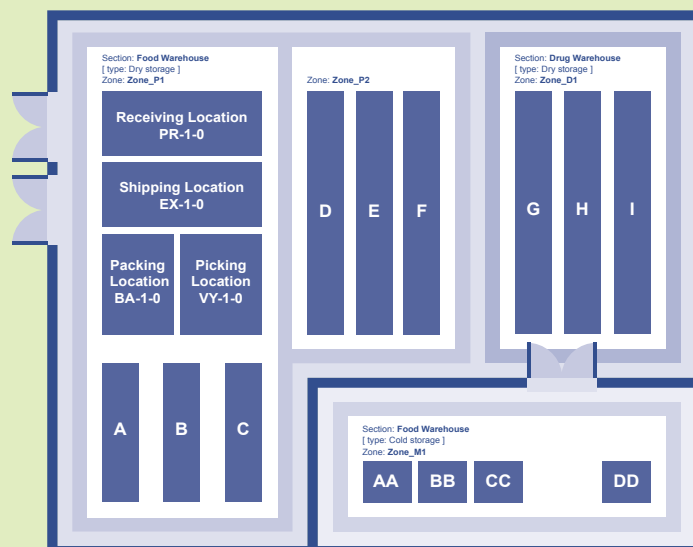 Section: Food Warehouse
[ type: Dry storage ]
Zone: Zone_P1
Receiving Location
PR-1-0
Shipping Location
EX-1-0
Packing
Location
BA-1-0
Picking
Location
VY-1-0
A
B
C
Zone: Zone_P2
D
E
F
Section: Drug Warehouse
[ type: Dry storage ]
Zone: Zone_D1
G
H
I
Section: Food Warehouse
[ type: Cold storage ]
Zone: Zone_M1
AA
BB
CC
DD